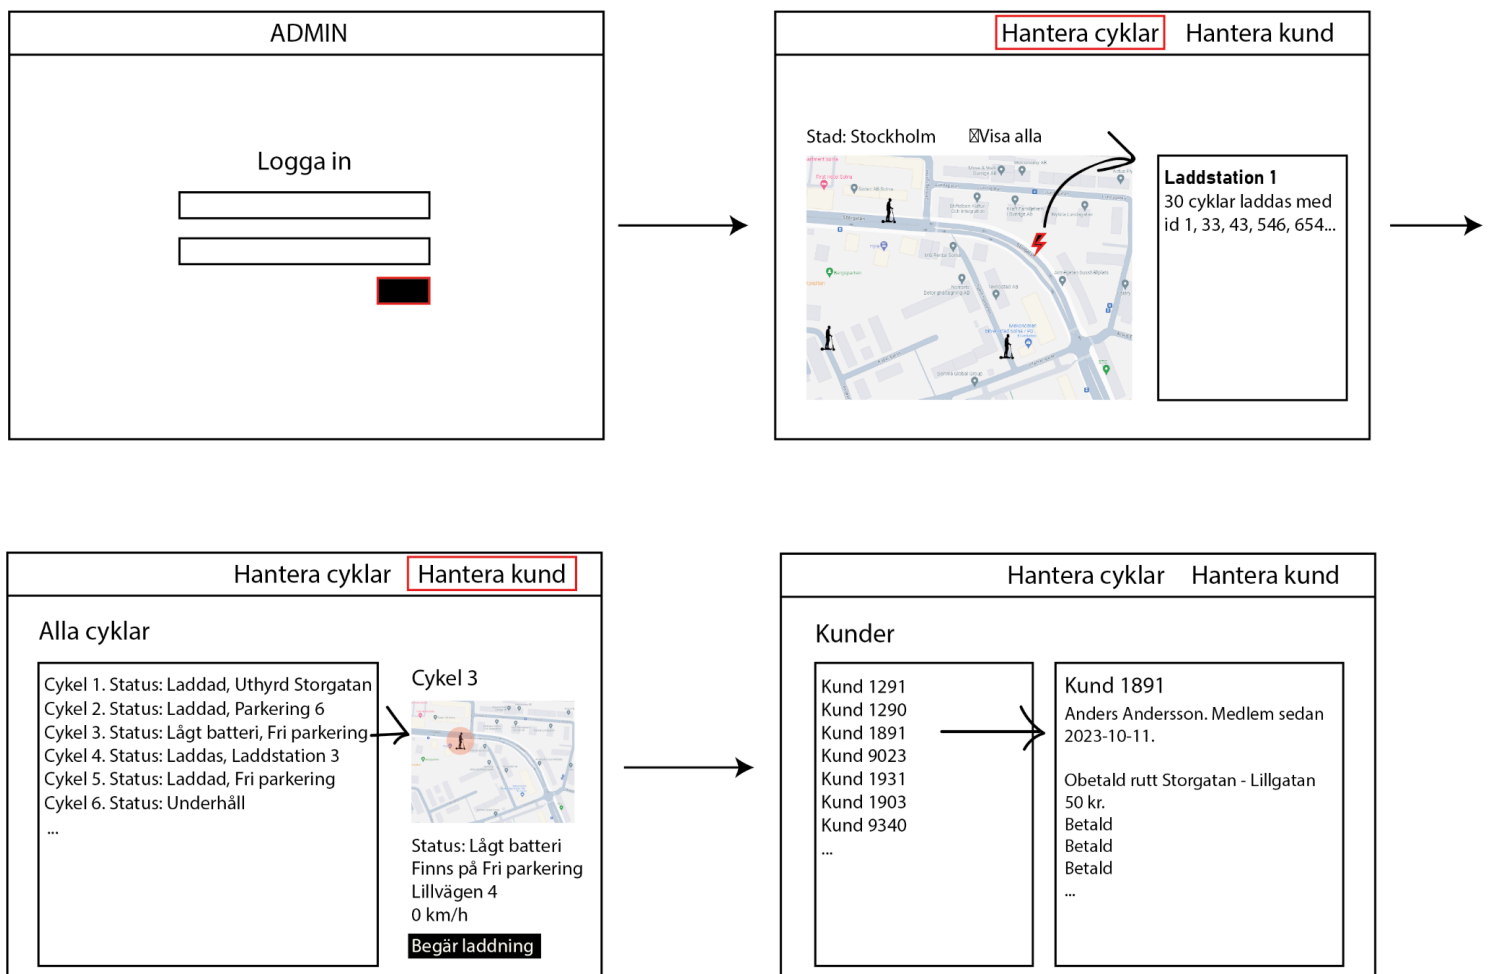 ADMIN
Logga in
Hantera cyklar Hantera kund
Stad: Stockholm Visa alla
Laddstation 1
30 cyklar laddas med
id 1, 33, 43, 546, 654...
Hantera cyklar Hantera kund
Alla cyklar
Cykel 1. Status: Laddad, Uthyrd Storgatan
Cykel 2. Status: Laddad, Parkering 6
Cykel 3. Status: Lågt batteri, Fri parkering
Cykel 4. Status: Laddas, Laddstation 3
Cykel 5. Status: Laddad, Fri parkering
Cykel 6. Status: Underhåll
...
Cykel 3
Status: Lågt batteri
Finns på Fri parkering
Lillvägen 4
0 km/h
Begär laddning
Hantera cyklar Hantera kund
Kunder
Kund 1291
Kund 1290
Kund 1891
Kund 9023
Kund 1931
Kund 1903
Kund 9340
...
Kund 1891
Anders Andersson. Medlem sedan
2023-10-11.
Obetald rutt Storgatan - Lillgatan
50 kr.
Betald
Betald
Betald
...